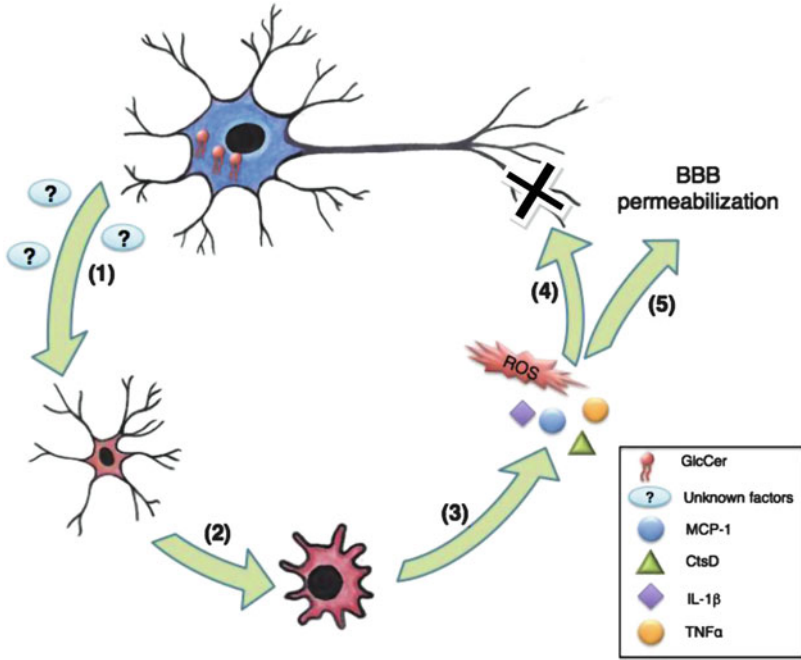 BBB
permeabilization
?
?
?
(1)
(4)
(5)
ROS
(2)
(3)
GlcCer
? Unknown factors
MCP-1
CtsD
IL-1β
TNFα